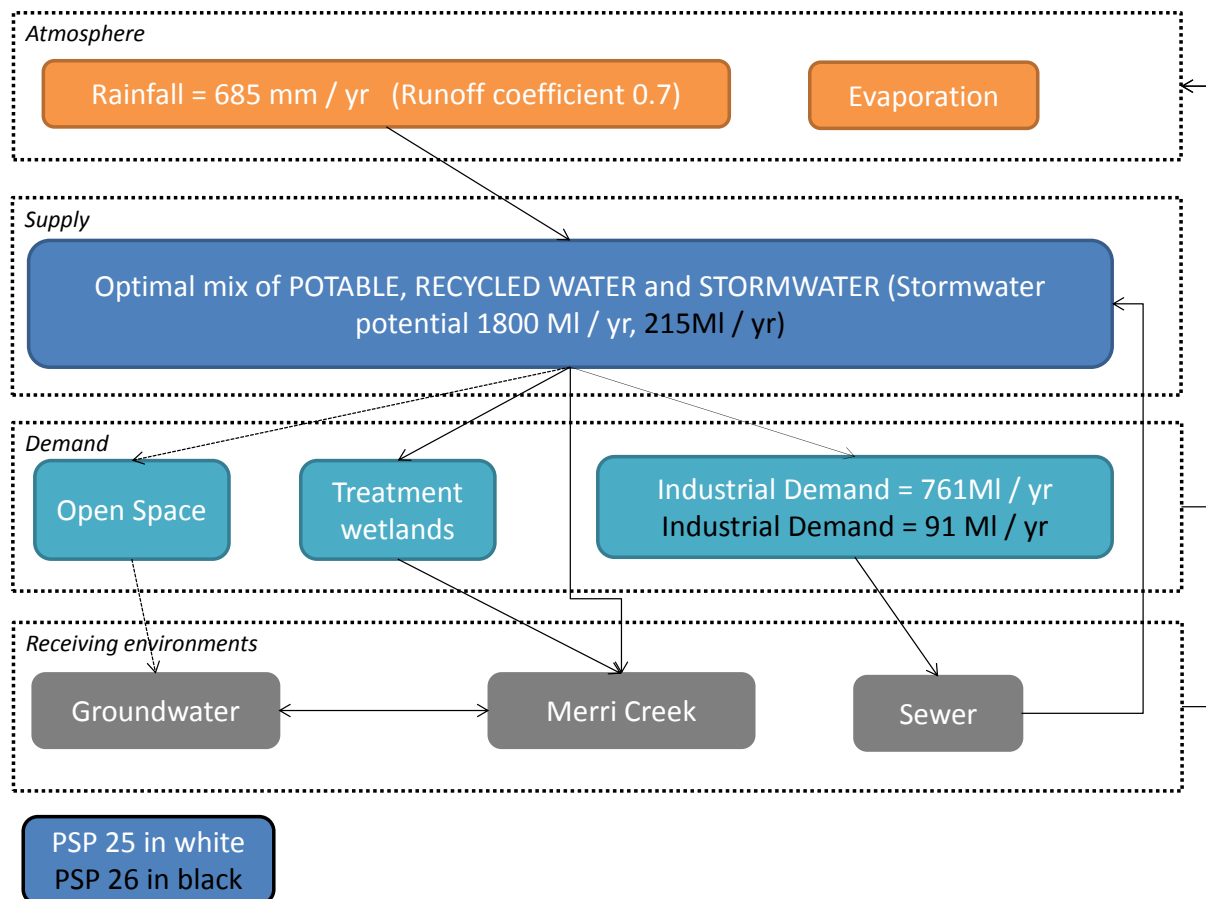 Atmosphere
Rainfall = 685 mm / yr (Runoff coefficient 0.7)
Evaporation
Supply
Optimal mix of POTABLE, RECYCLED WATER and STORMWATER (Stormwater
potential 1800 Ml / yr, 215Ml / yr)
Demand
Open Space
Treatment
wetlands
Industrial Demand = 761Ml / yr
Industrial Demand = 91 Ml / yr
Receiving environments
Groundwater
Merri Creek
Sewer
PSP 25 in white
PSP 26 in black